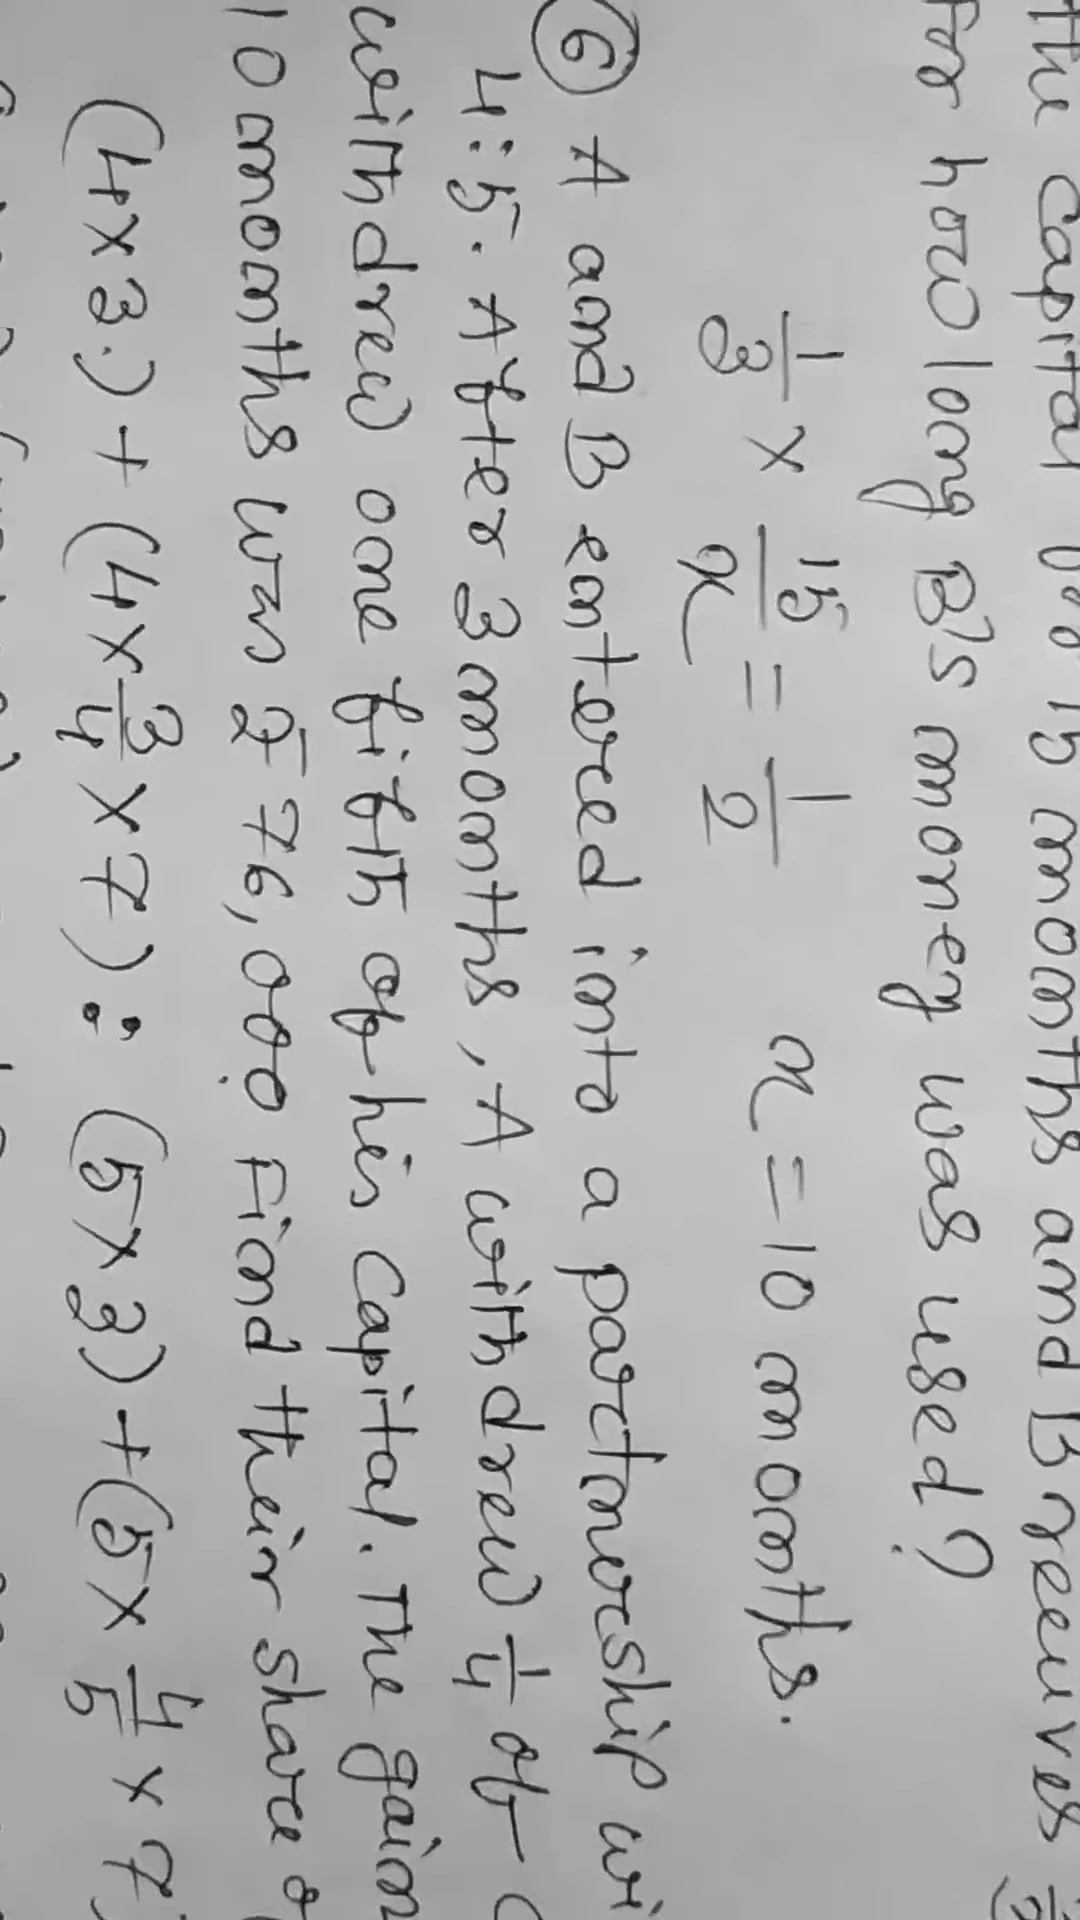 the capital for 15 months and B receives
For how long B's money was used?
1/3 × 15/x = 1/2 x = 10 months.
6 A and B entered into a partnership wi
4:5. After 3 months, A withdrew 1/4 of
withdrew one fifth of his capital. The gain
10 months was ₹ 76,000 Find their share o
(4×3) + (4×3/4×7) : (5×3)+(5×4/5×7)